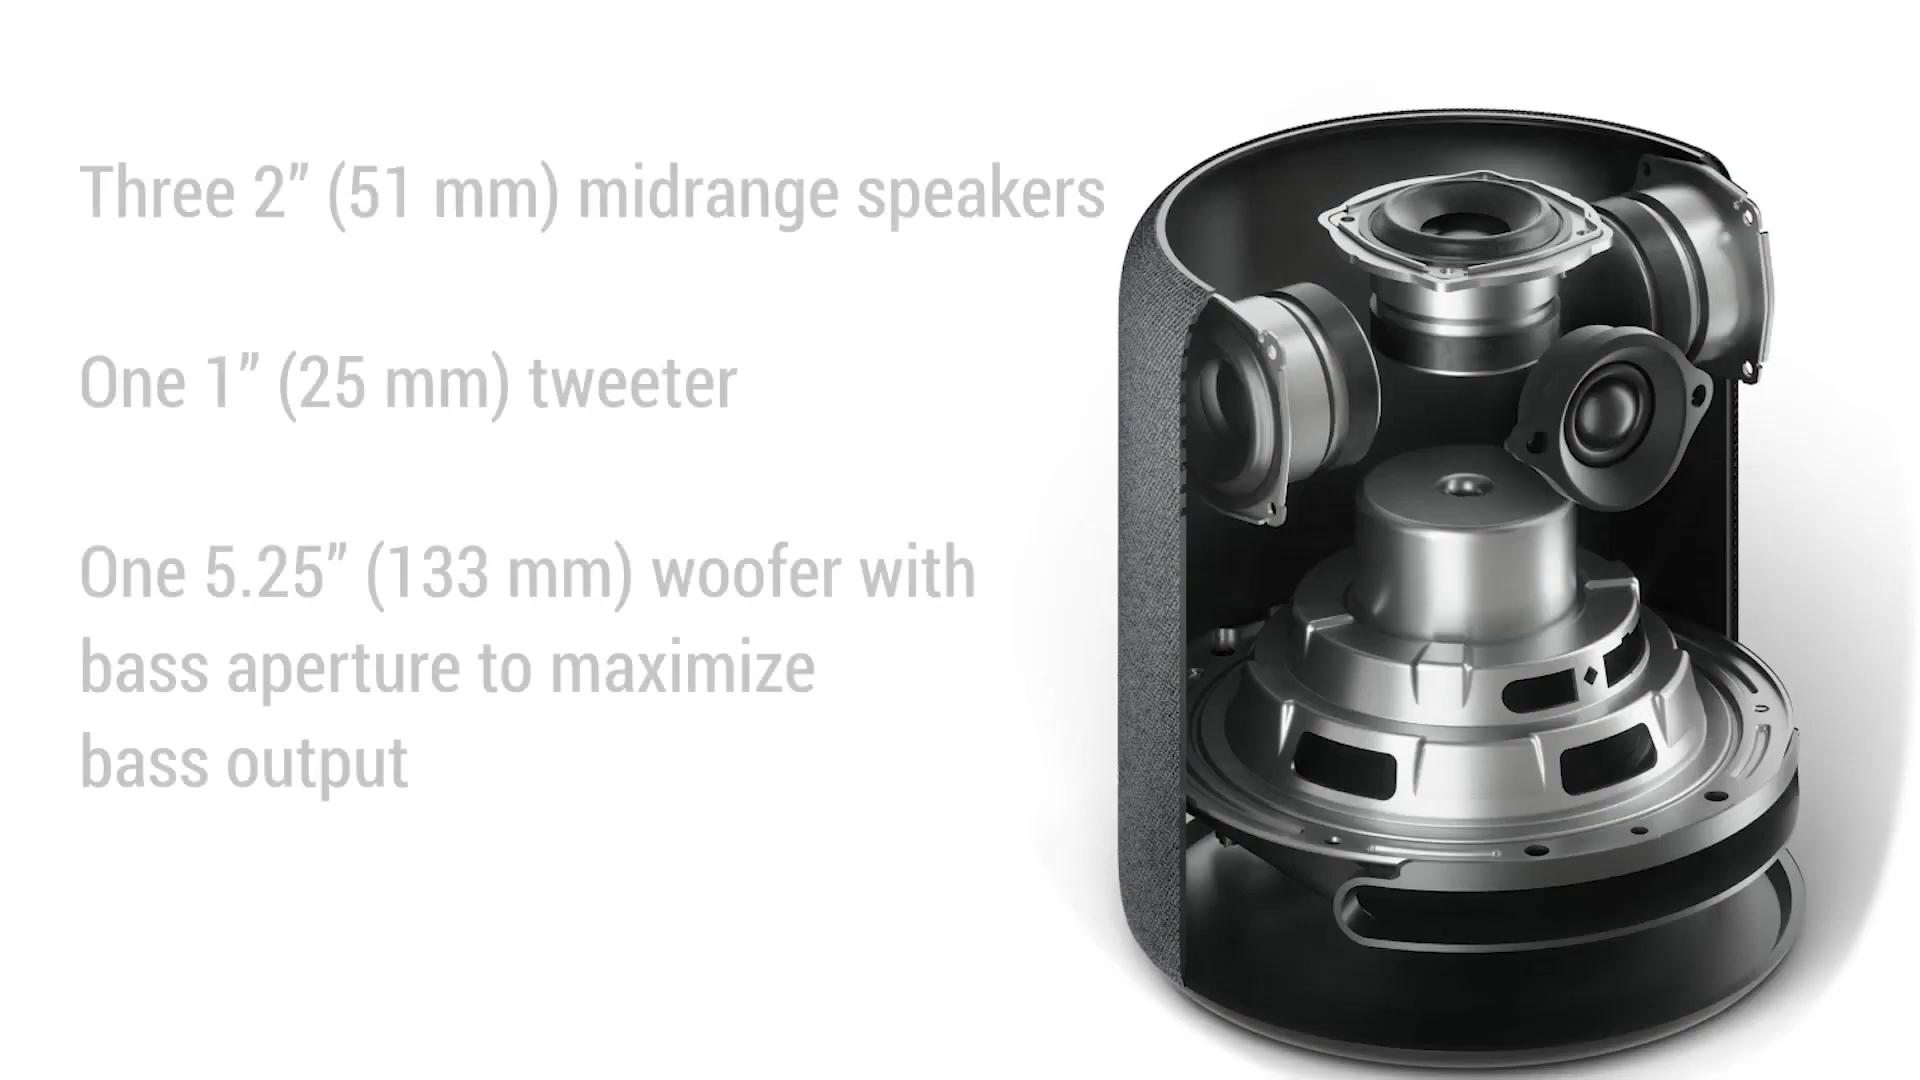 Three 2” (51 mm) midrange speakers
One 1” (25 mm) tweeter
One 5.25” (133 mm) woofer with
bass aperture to maximize
bass output